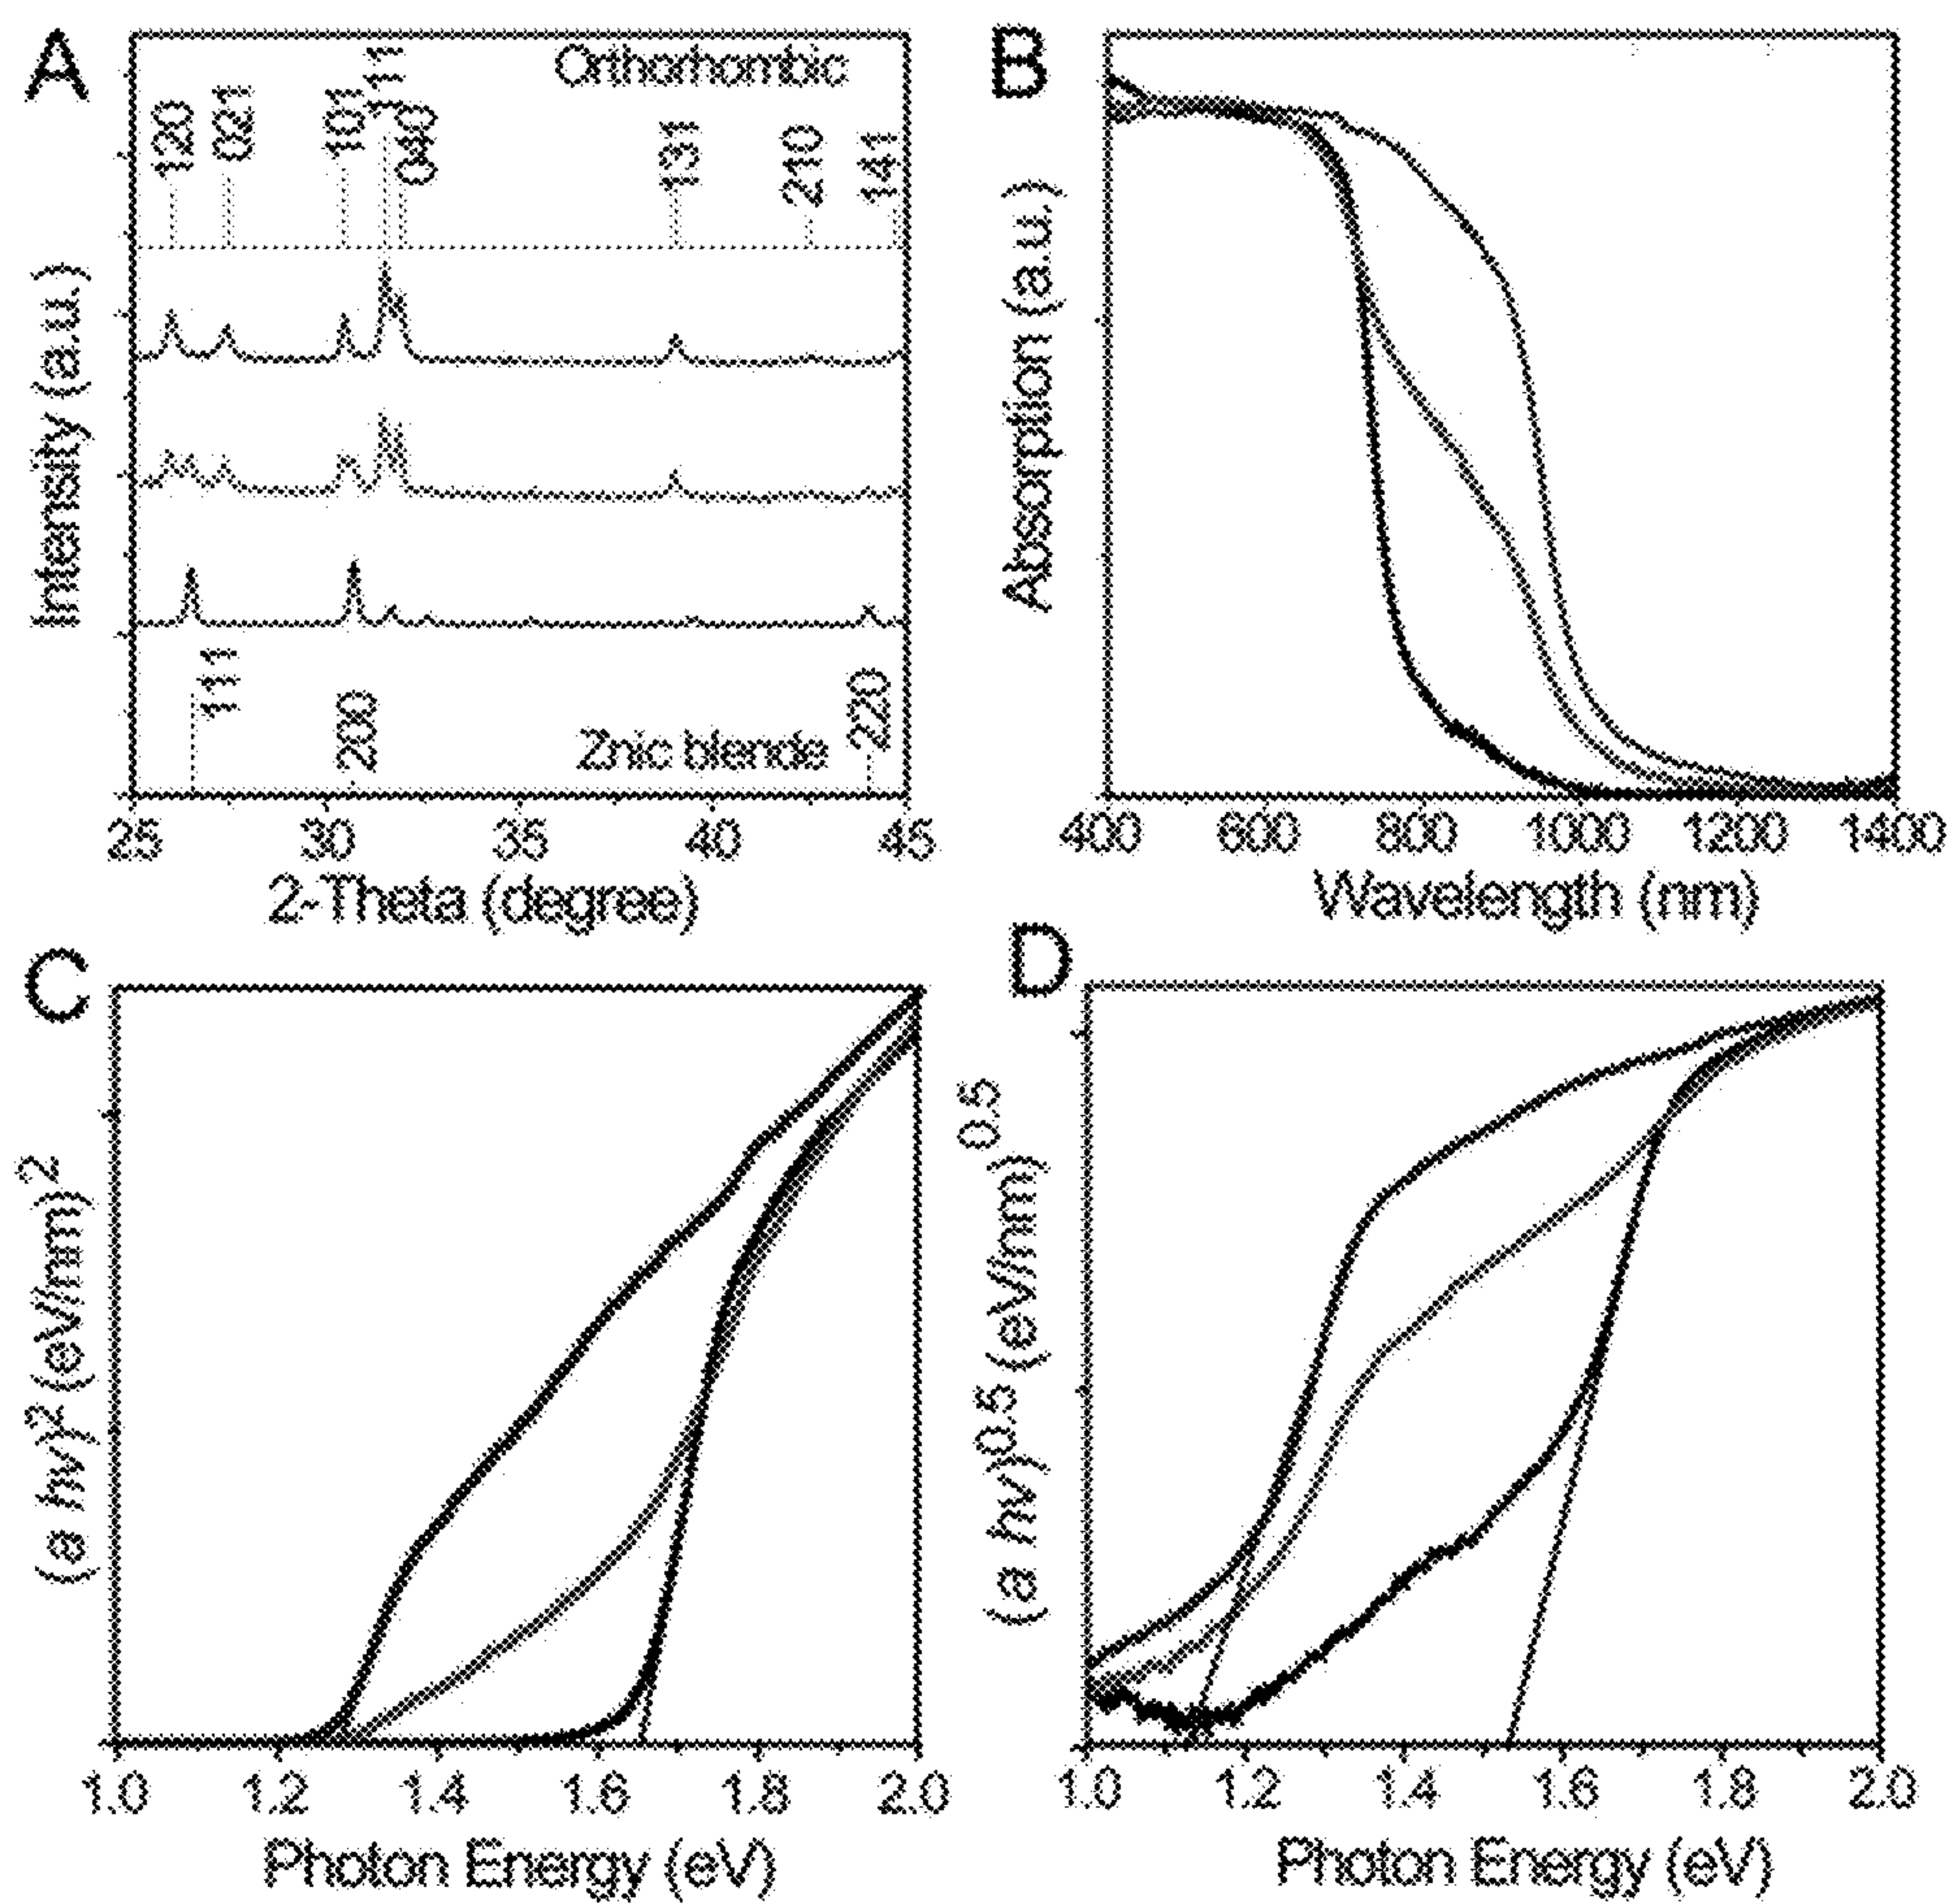 A
Orthorhombic
120
021
101
111
040
131
210
141
Intensity (a.u.)
111
200
Znic blende
220
25 30 35 40 45
2-Theta (degree)
B
Absorption (a.u.)
400 600 800 1000 1200 1400
Wavelength (nm)
C
(a hv)2 (eV/nm)2
1.0 1.2 1.4 1.6 1.8 2.0
Photon Energy (eV)
D
(a hv)0.5 (eV/nm)0.5
1.0 1.2 1.4 1.6 1.8 2.0
Photon Energy (eV)